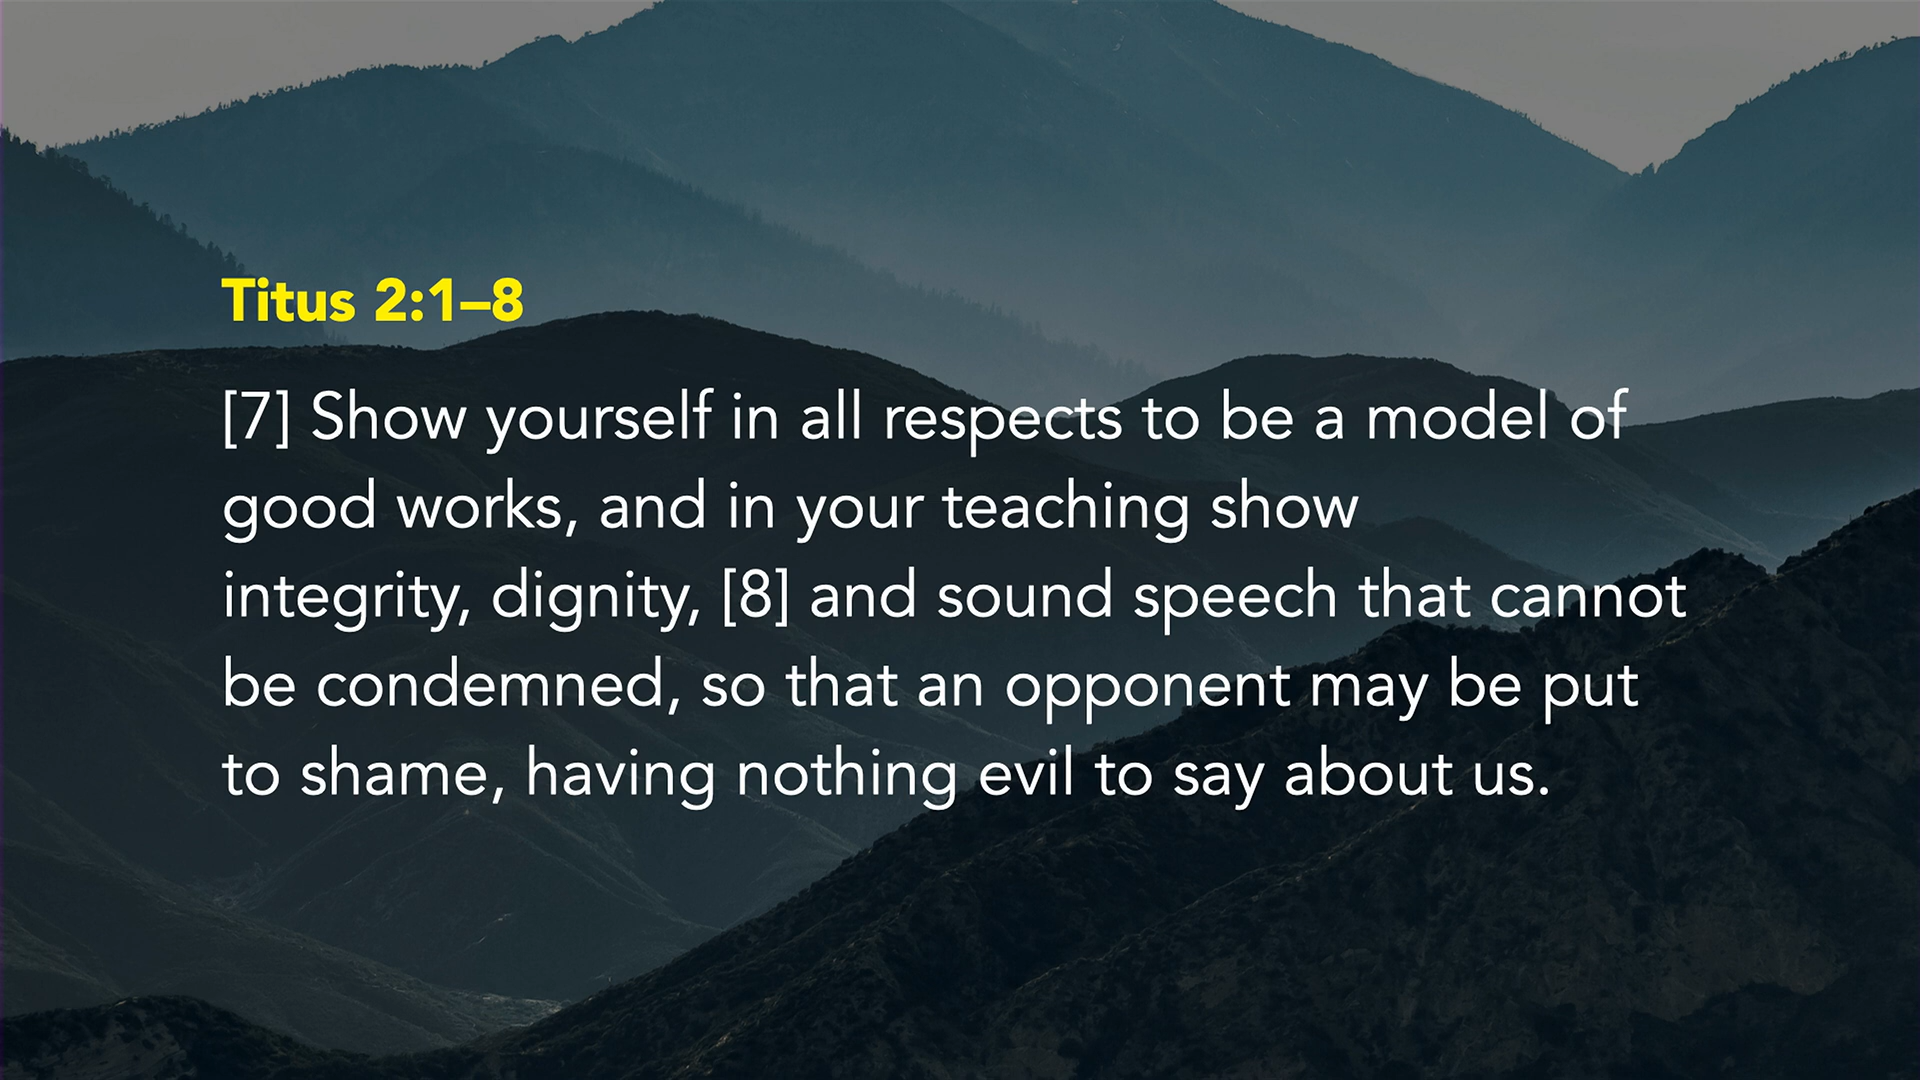 Titus 2:1–8
[7] Show yourself in all respects to be a model of
good works, and in your teaching show
integrity, dignity, [8] and sound speech that cannot
be condemned, so that an opponent may be put
to shame, having nothing evil to say about us.